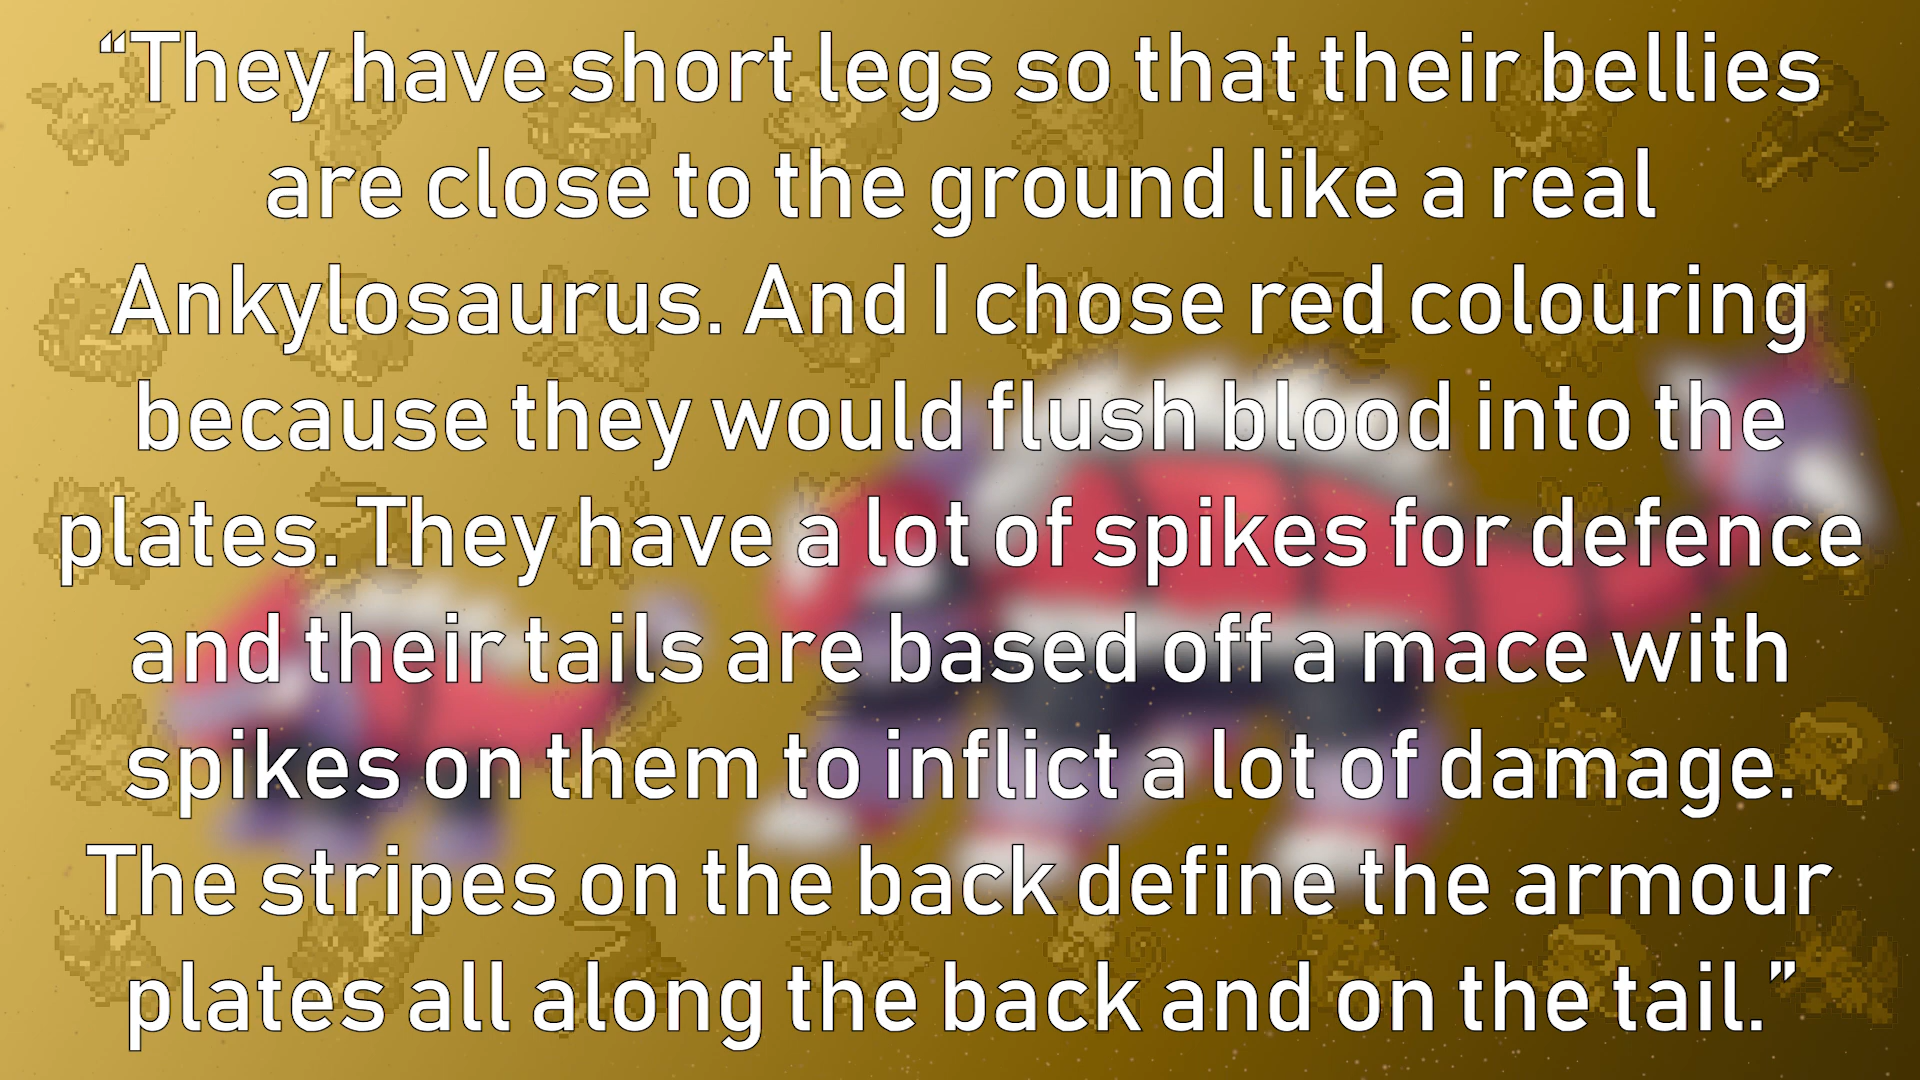 “They have short legs so that their bellies
are close to the ground like a real
Ankylosaurus. And I chose red colouring
because they would flush blood into the
plates. They have a lot of spikes for defence
and their tails are based off a mace with
spikes on them to inflict a lot of damage.
The stripes on the back define the armour
plates all along the back and on the tail.”